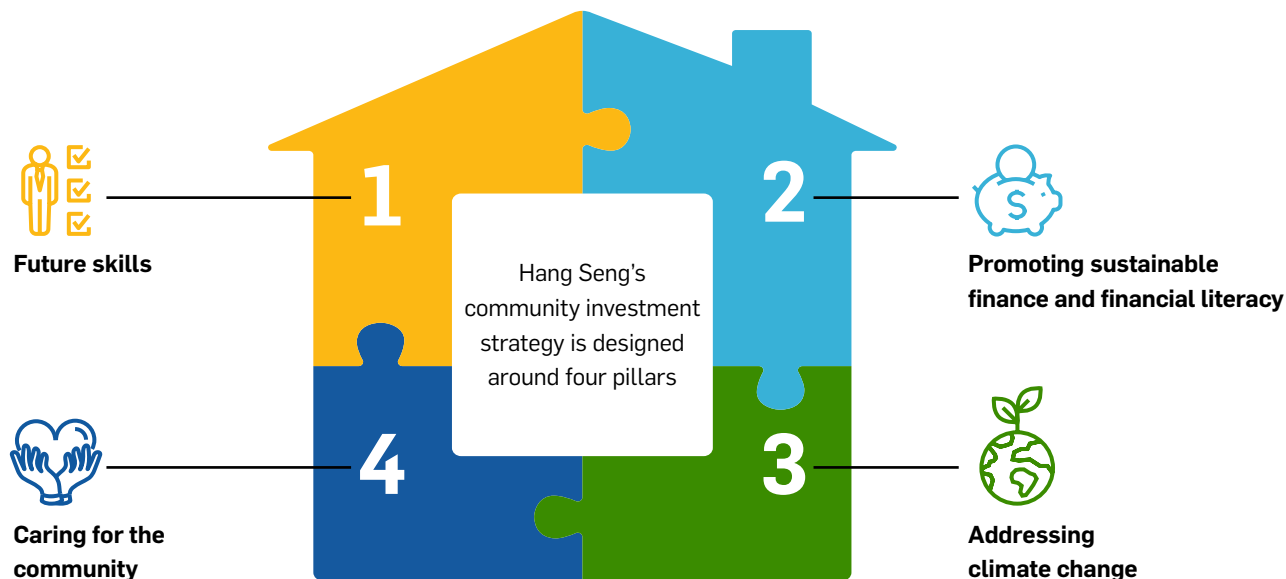 1
Future skills
2
Promoting sustainable
finance and financial literacy
Hang Seng’s
community investment
strategy is designed
around four pillars
4
Caring for the
community
3
Addressing
climate change
S